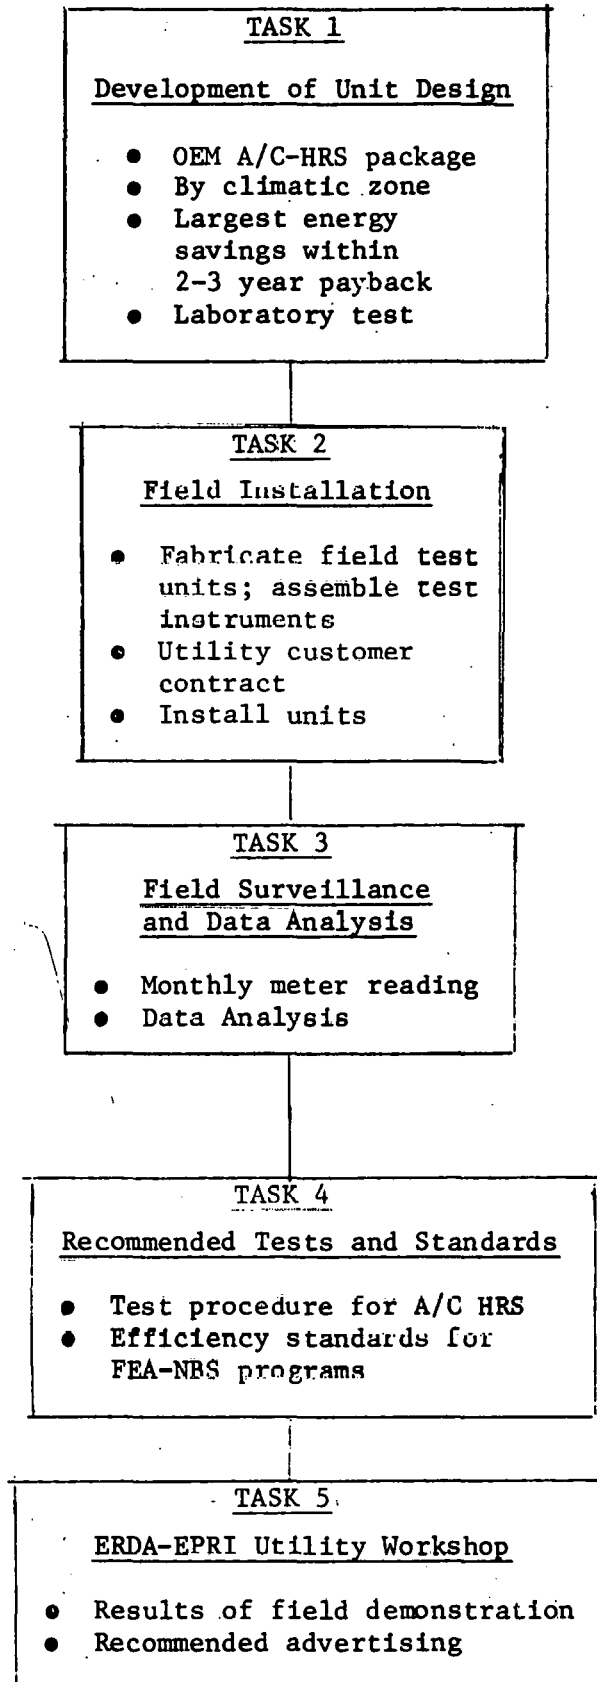 TASK 1
Development of Unit Design
● OEM A/C-HRS package
● By climatic zone
● Largest energy
savings within
2-3 year payback
● Laboratory test
TASK 2
Field Installation
● Fabricate field test
units; assemble test
instruments
● Utility customer
contract
● Install units
TASK 3
Field Surveillance
and Data Analysis
● Monthly meter reading
● Data Analysis
TASK 4
Recommended Tests and Standards
● Test procedure for A/C HRS
● Efficiency standards for
FEA-NBS programs
TASK 5
ERDA-EPRI Utility Workshop
● Results of field demonstration
● Recommended advertising